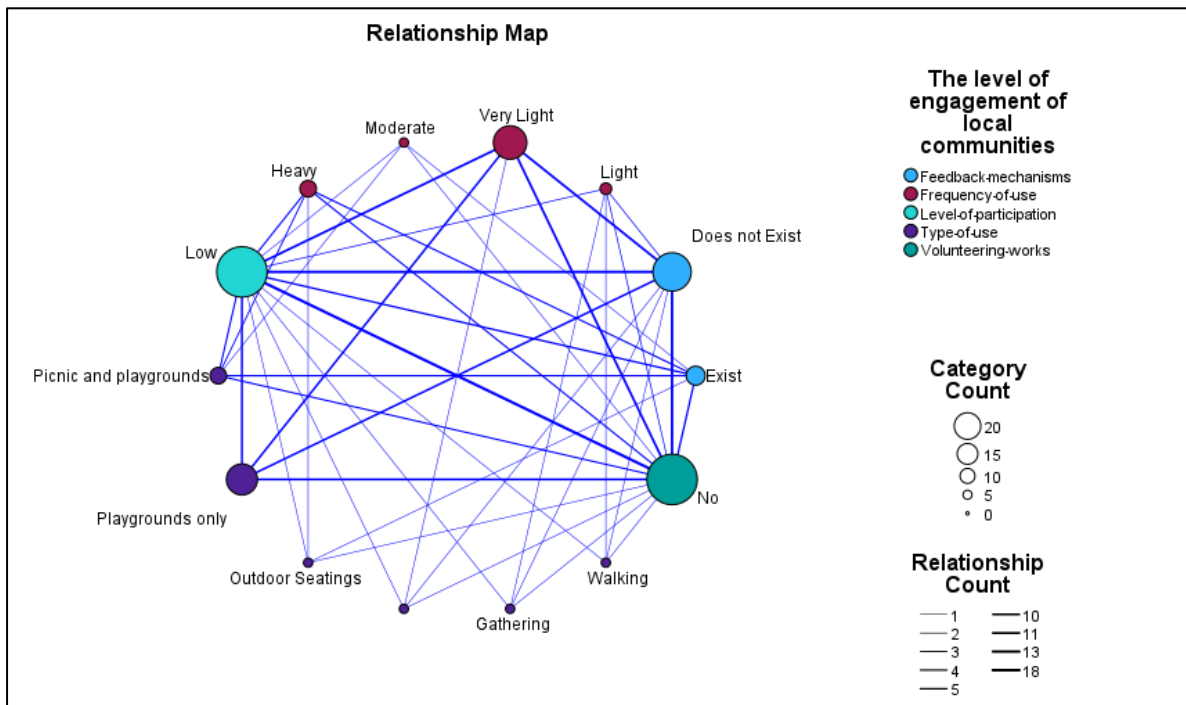 Relationship Map
The level of
engagement of
local
communities
Feedback-mechanisms
Frequency-of-use
Level-of-participation
Type-of-use
Volunteering-works
Very Light
Moderate
Light
Heavy
Does not Exist
Low
Picnic and playgrounds
Exist
No
Playgrounds only
Outdoor Seatings
Walking
Gathering
Category
Count
20
15
10
5
0
Relationship
Count
1 10
2 11
3 13
4 18
5